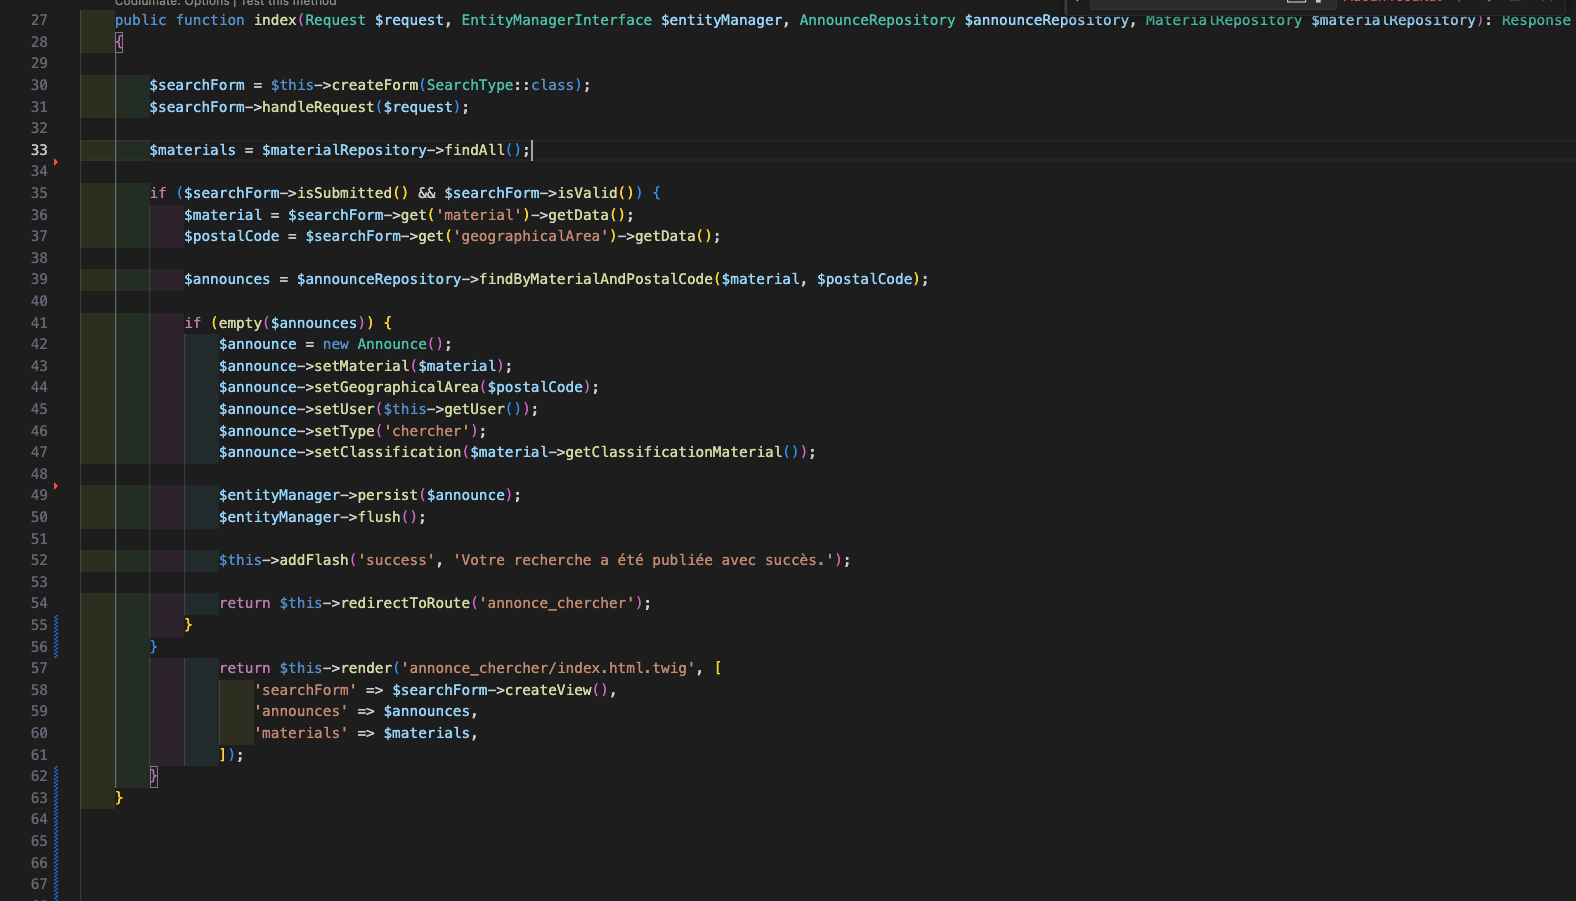 Codiumate: Options | Test this method
27 public function index(Request $request, EntityManagerInterface $entityManager, AnnounceRepository $announceRepository, MaterialRepository $materialRepository): Response
28 {
29
30 $searchForm = $this->createForm(SearchType::class);
31 $searchForm->handleRequest($request);
32
33 $materials = $materialRepository->findAll();
34
35 if ($searchForm->isSubmitted() && $searchForm->isValid()) {
36 $material = $searchForm->get('material')->getData();
37 $postalCode = $searchForm->get('geographicalArea')->getData();
38
39 $announces = $announceRepository->findByMaterialAndPostalCode($material, $postalCode);
40
41 if (empty($announces)) {
42 $announce = new Announce();
43 $announce->setMaterial($material);
44 $announce->setGeographicalArea($postalCode);
45 $announce->setUser($this->getUser());
46 $announce->setType('chercher');
47 $announce->setClassification($material->getClassificationMaterial());
48
49 $entityManager->persist($announce);
50 $entityManager->flush();
51
52 $this->addFlash('success', 'Votre recherche a été publiée avec succès.');
53
54 return $this->redirectToRoute('annonce_chercher');
55 }
56 }
57 return $this->render('annonce_chercher/index.html.twig', [
58 'searchForm' => $searchForm->createView(),
59 'announces' => $announces,
60 'materials' => $materials,
61 ]);
62 }
63 }
64
65
66
67